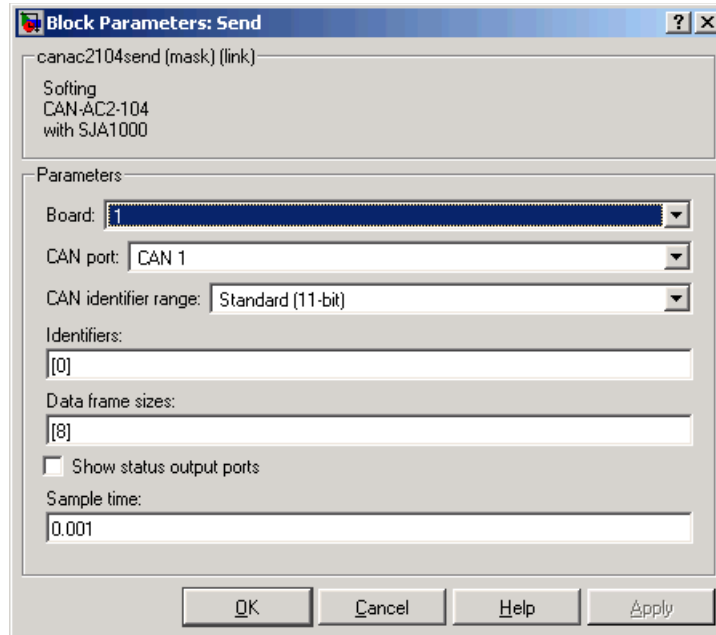 Block Parameters: Send
canac2104send (mask) (link)
Softing
CAN-AC2-104
with SJA1000
Parameters
Board: 1
CAN port: CAN 1
CAN identifier range: Standard (11-bit)
Identifiers:
[0]
Data frame sizes:
[8]
Show status output ports
Sample time:
0.001
OK Cancel Help Apply